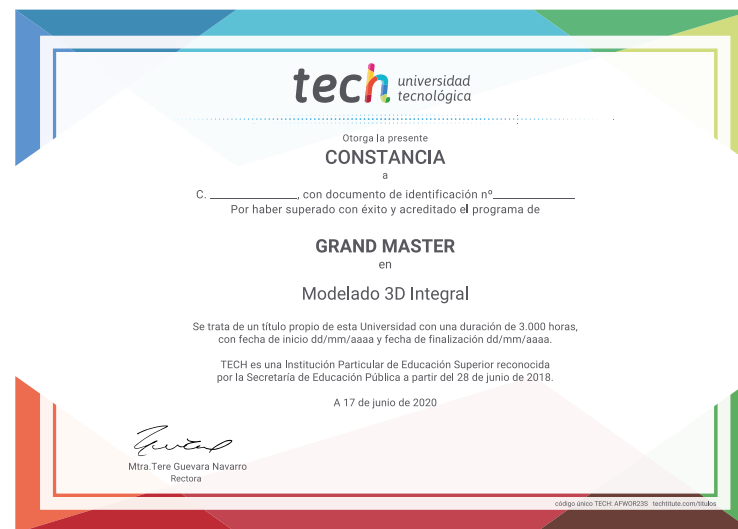 tech universidad
tecnológica
Otorga la presente
CONSTANCIA
a
C. ______________, con documento de identificación nº______________
Por haber superado con éxito y acreditado el programa de
GRAND MASTER
en
Modelado 3D Integral
Se trata de un título propio de esta Universidad con una duración de 3.000 horas,
con fecha de inicio dd/mm/aaaa y fecha de finalización dd/mm/aaaa.
TECH es una Institución Particular de Educación Superior reconocida
por la Secretaría de Educación Pública a partir del 28 de junio de 2018.
A 17 de junio de 2020
Mtra.Tere Guevara Navarro
Rectora
código único TECH: AFWOR23S techtitute.com/titulos